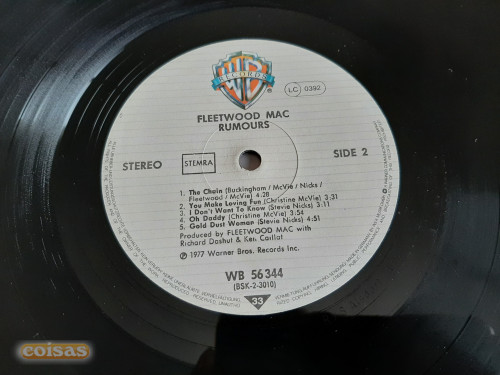 RECORDS
LC 0392
FLEETWOOD MAC
RUMOURS
STEREO
STEMRA
SIDE 2
1. The Chain (Buckingham / McVie / Nicks /
Fleetwood / McVie) 4:28
2. You Make Loving Fun (Christine McVie) 3:31
3. I Don't Want To Know (Stevie Nicks) 3:11
4. Oh Daddy (Christine McVie) 3:54
5. Gold Dust Woman (Stevie Nicks) 4:51
Produced by FLEETWOOD MAC with
Richard Dashut & Ken Caillat
℗ 1977 Warner Bros. Records Inc.
WB 56 344
(BSK-2-3010)
33
coisas